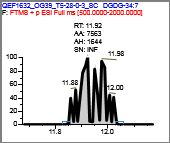 QEF1632_OG39_T5-28-0-3_SC DGDG-34:7
F: FTMS + p ESI Full ms [500.0000-2000.0000]
RT: 11.92
AA: 7563
AH: 1644
SN: INF
11.98
11.88
12.00
100
80
60
40
20
0
11.8
12.0